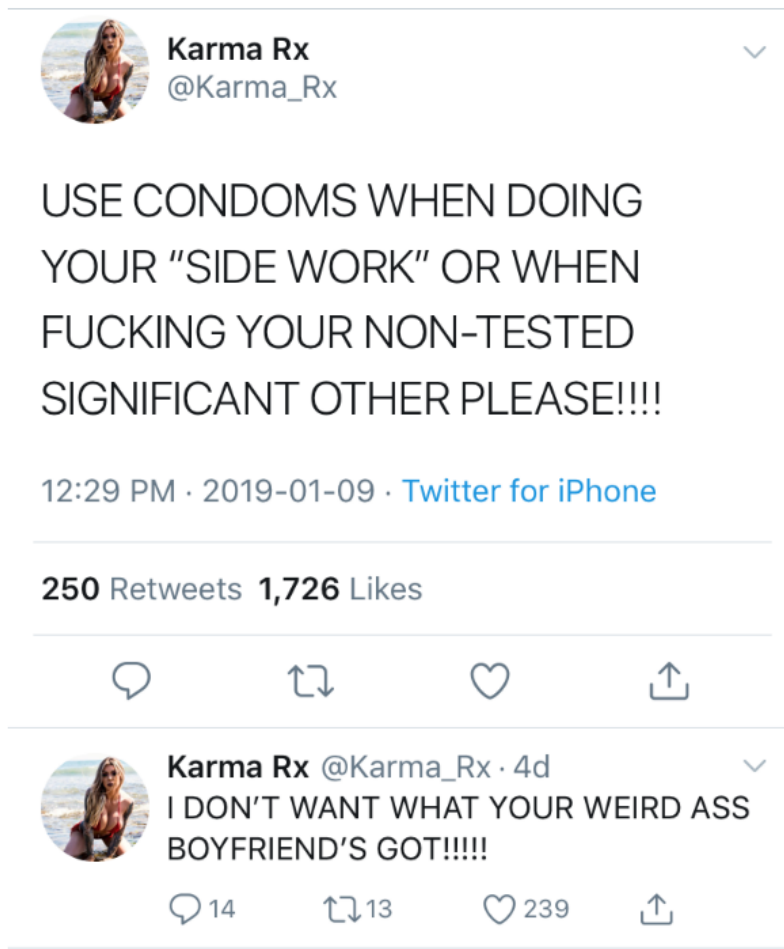 Karma Rx
@Karma_Rx
USE CONDOMS WHEN DOING
YOUR “SIDE WORK” OR WHEN
FUCKING YOUR NON-TESTED
SIGNIFICANT OTHER PLEASE!!!!
12:29 PM · 2019-01-09 · Twitter for iPhone
250 Retweets 1,726 Likes
Karma Rx @Karma_Rx · 4d
I DON’T WANT WHAT YOUR WEIRD ASS
BOYFRIEND’S GOT!!!!!
14 13 239